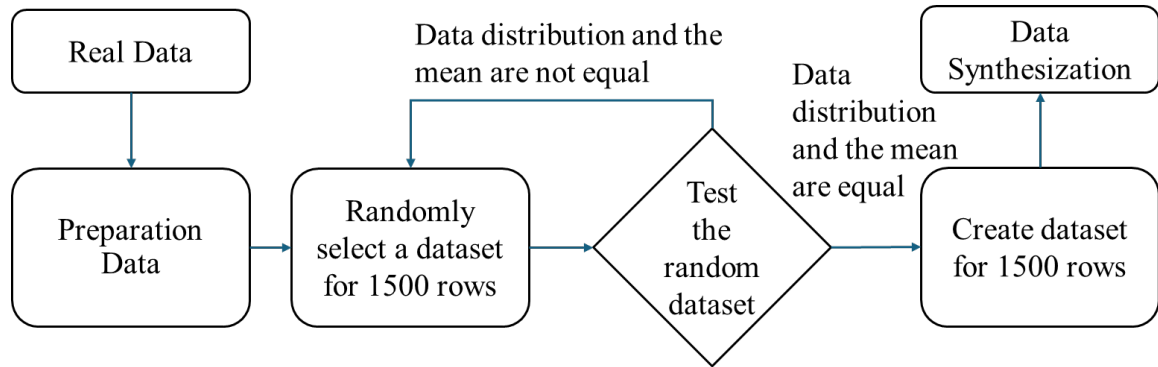 Real Data
Data distribution and the
mean are not equal
Data
Synthesization
Data
distribution
and the mean
are equal
Preparation
Data
Randomly
select a dataset
for 1500 rows
Test
the
random
dataset
Create dataset
for 1500 rows